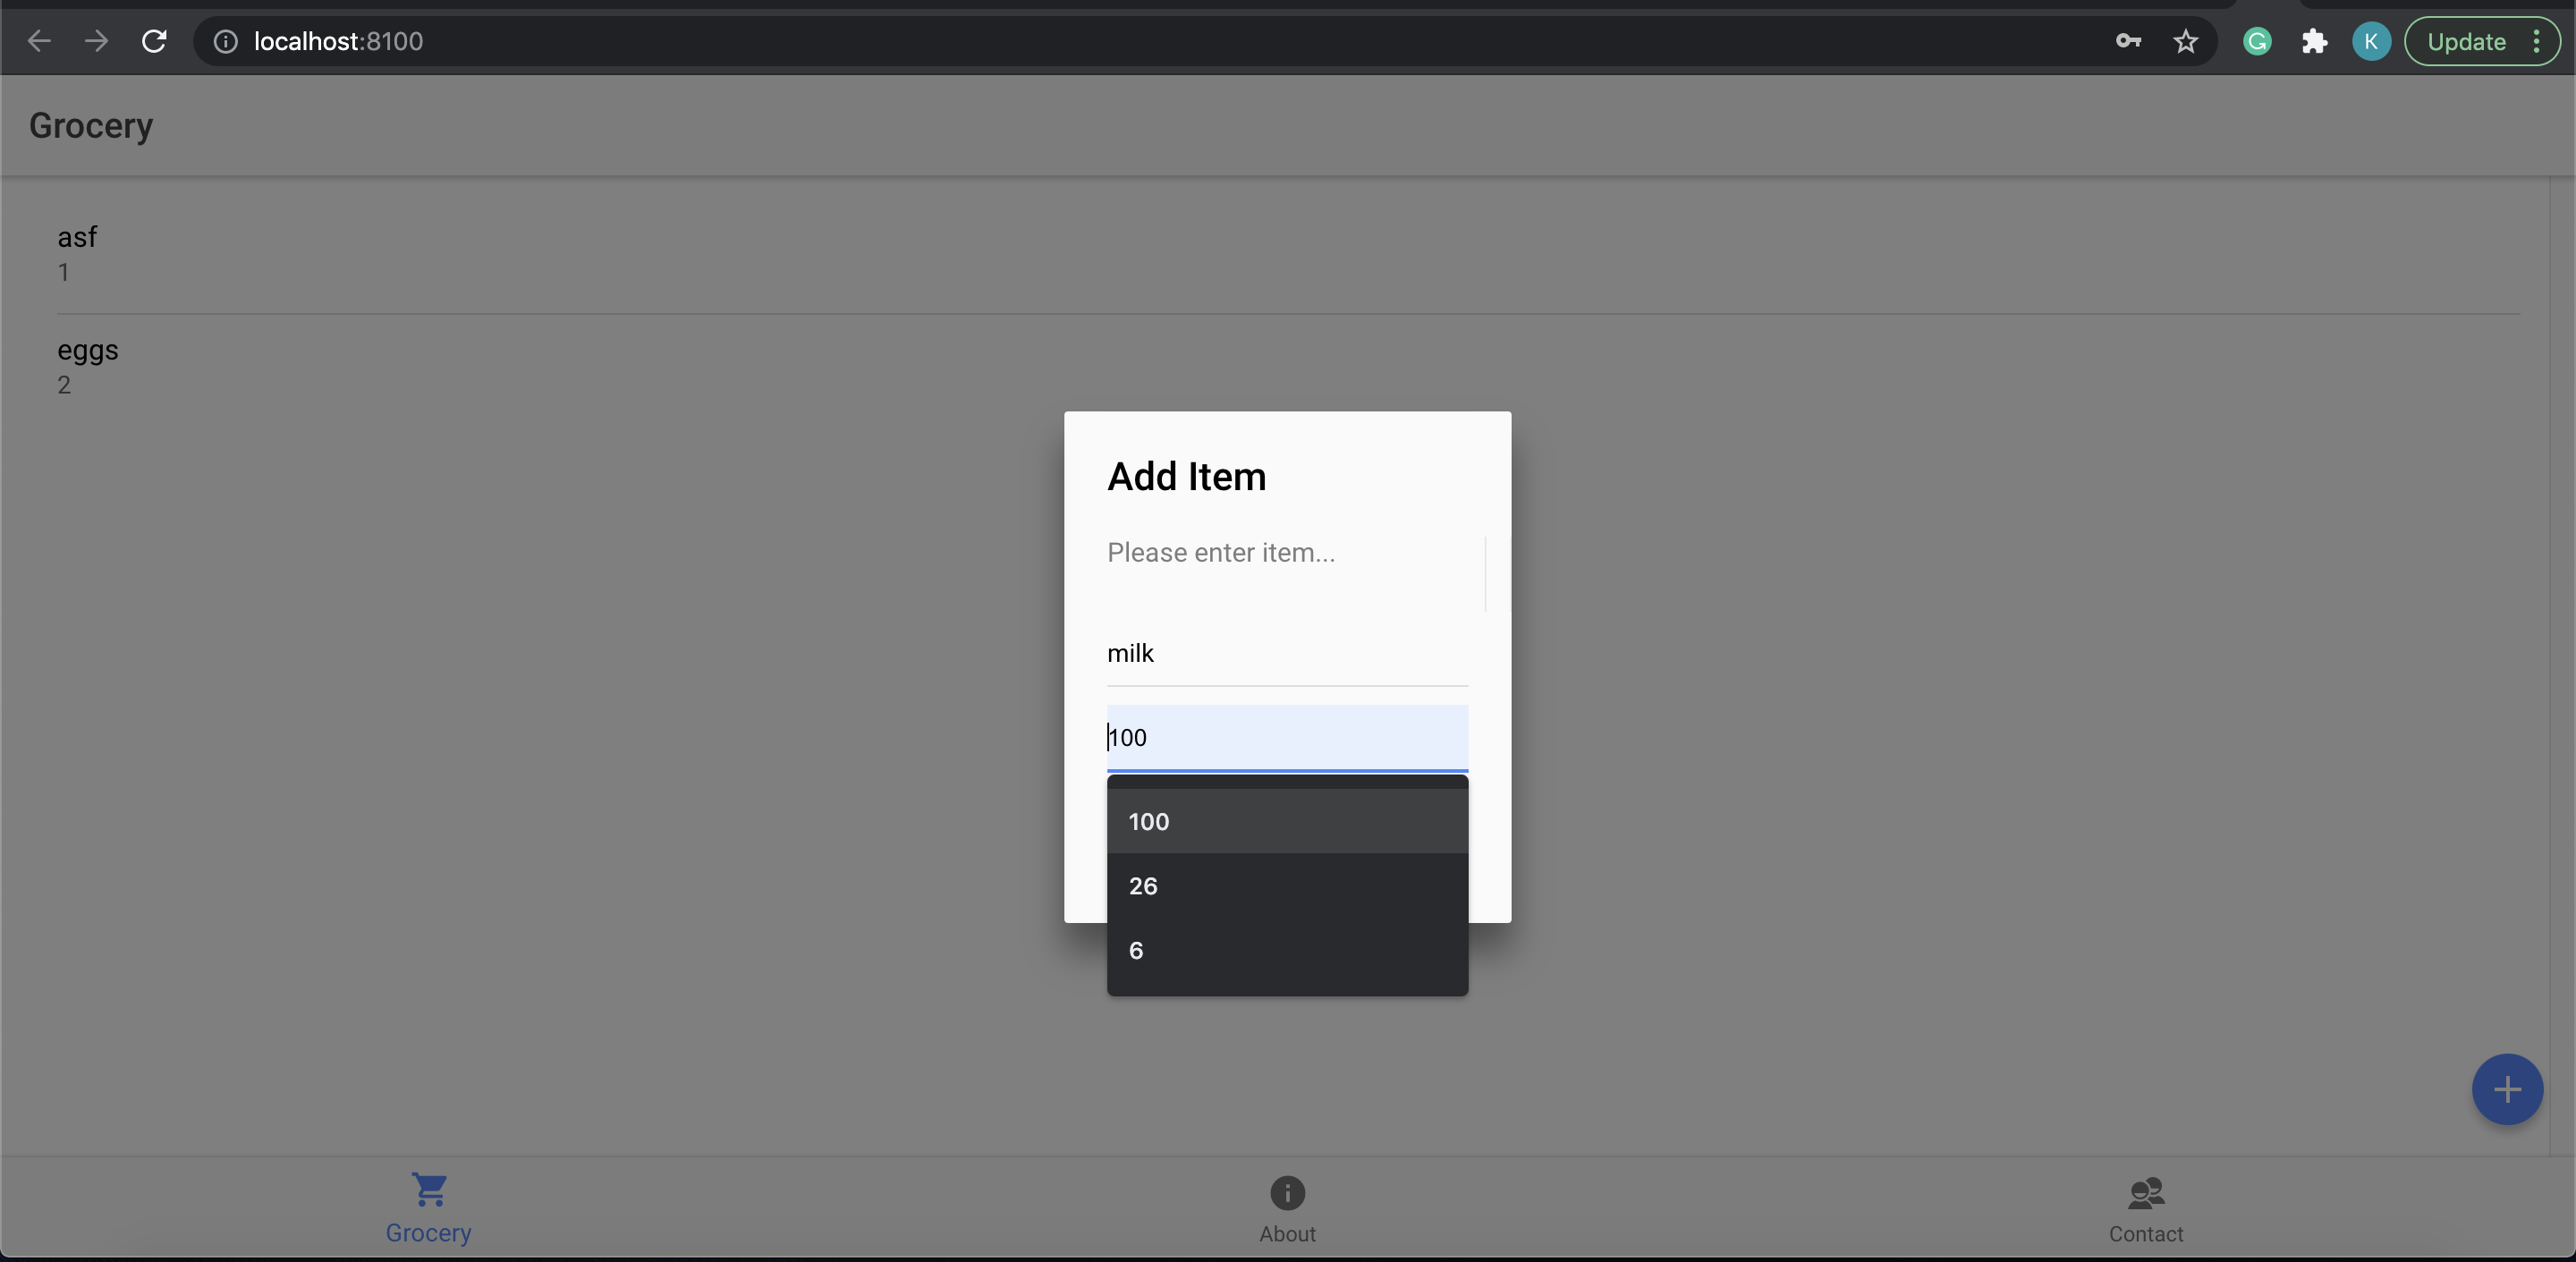 localhost:8100
K
Update
Grocery
asf
1
eggs
2
Add Item
Please enter item...
milk
100
100
26
6
Grocery
About
Contact